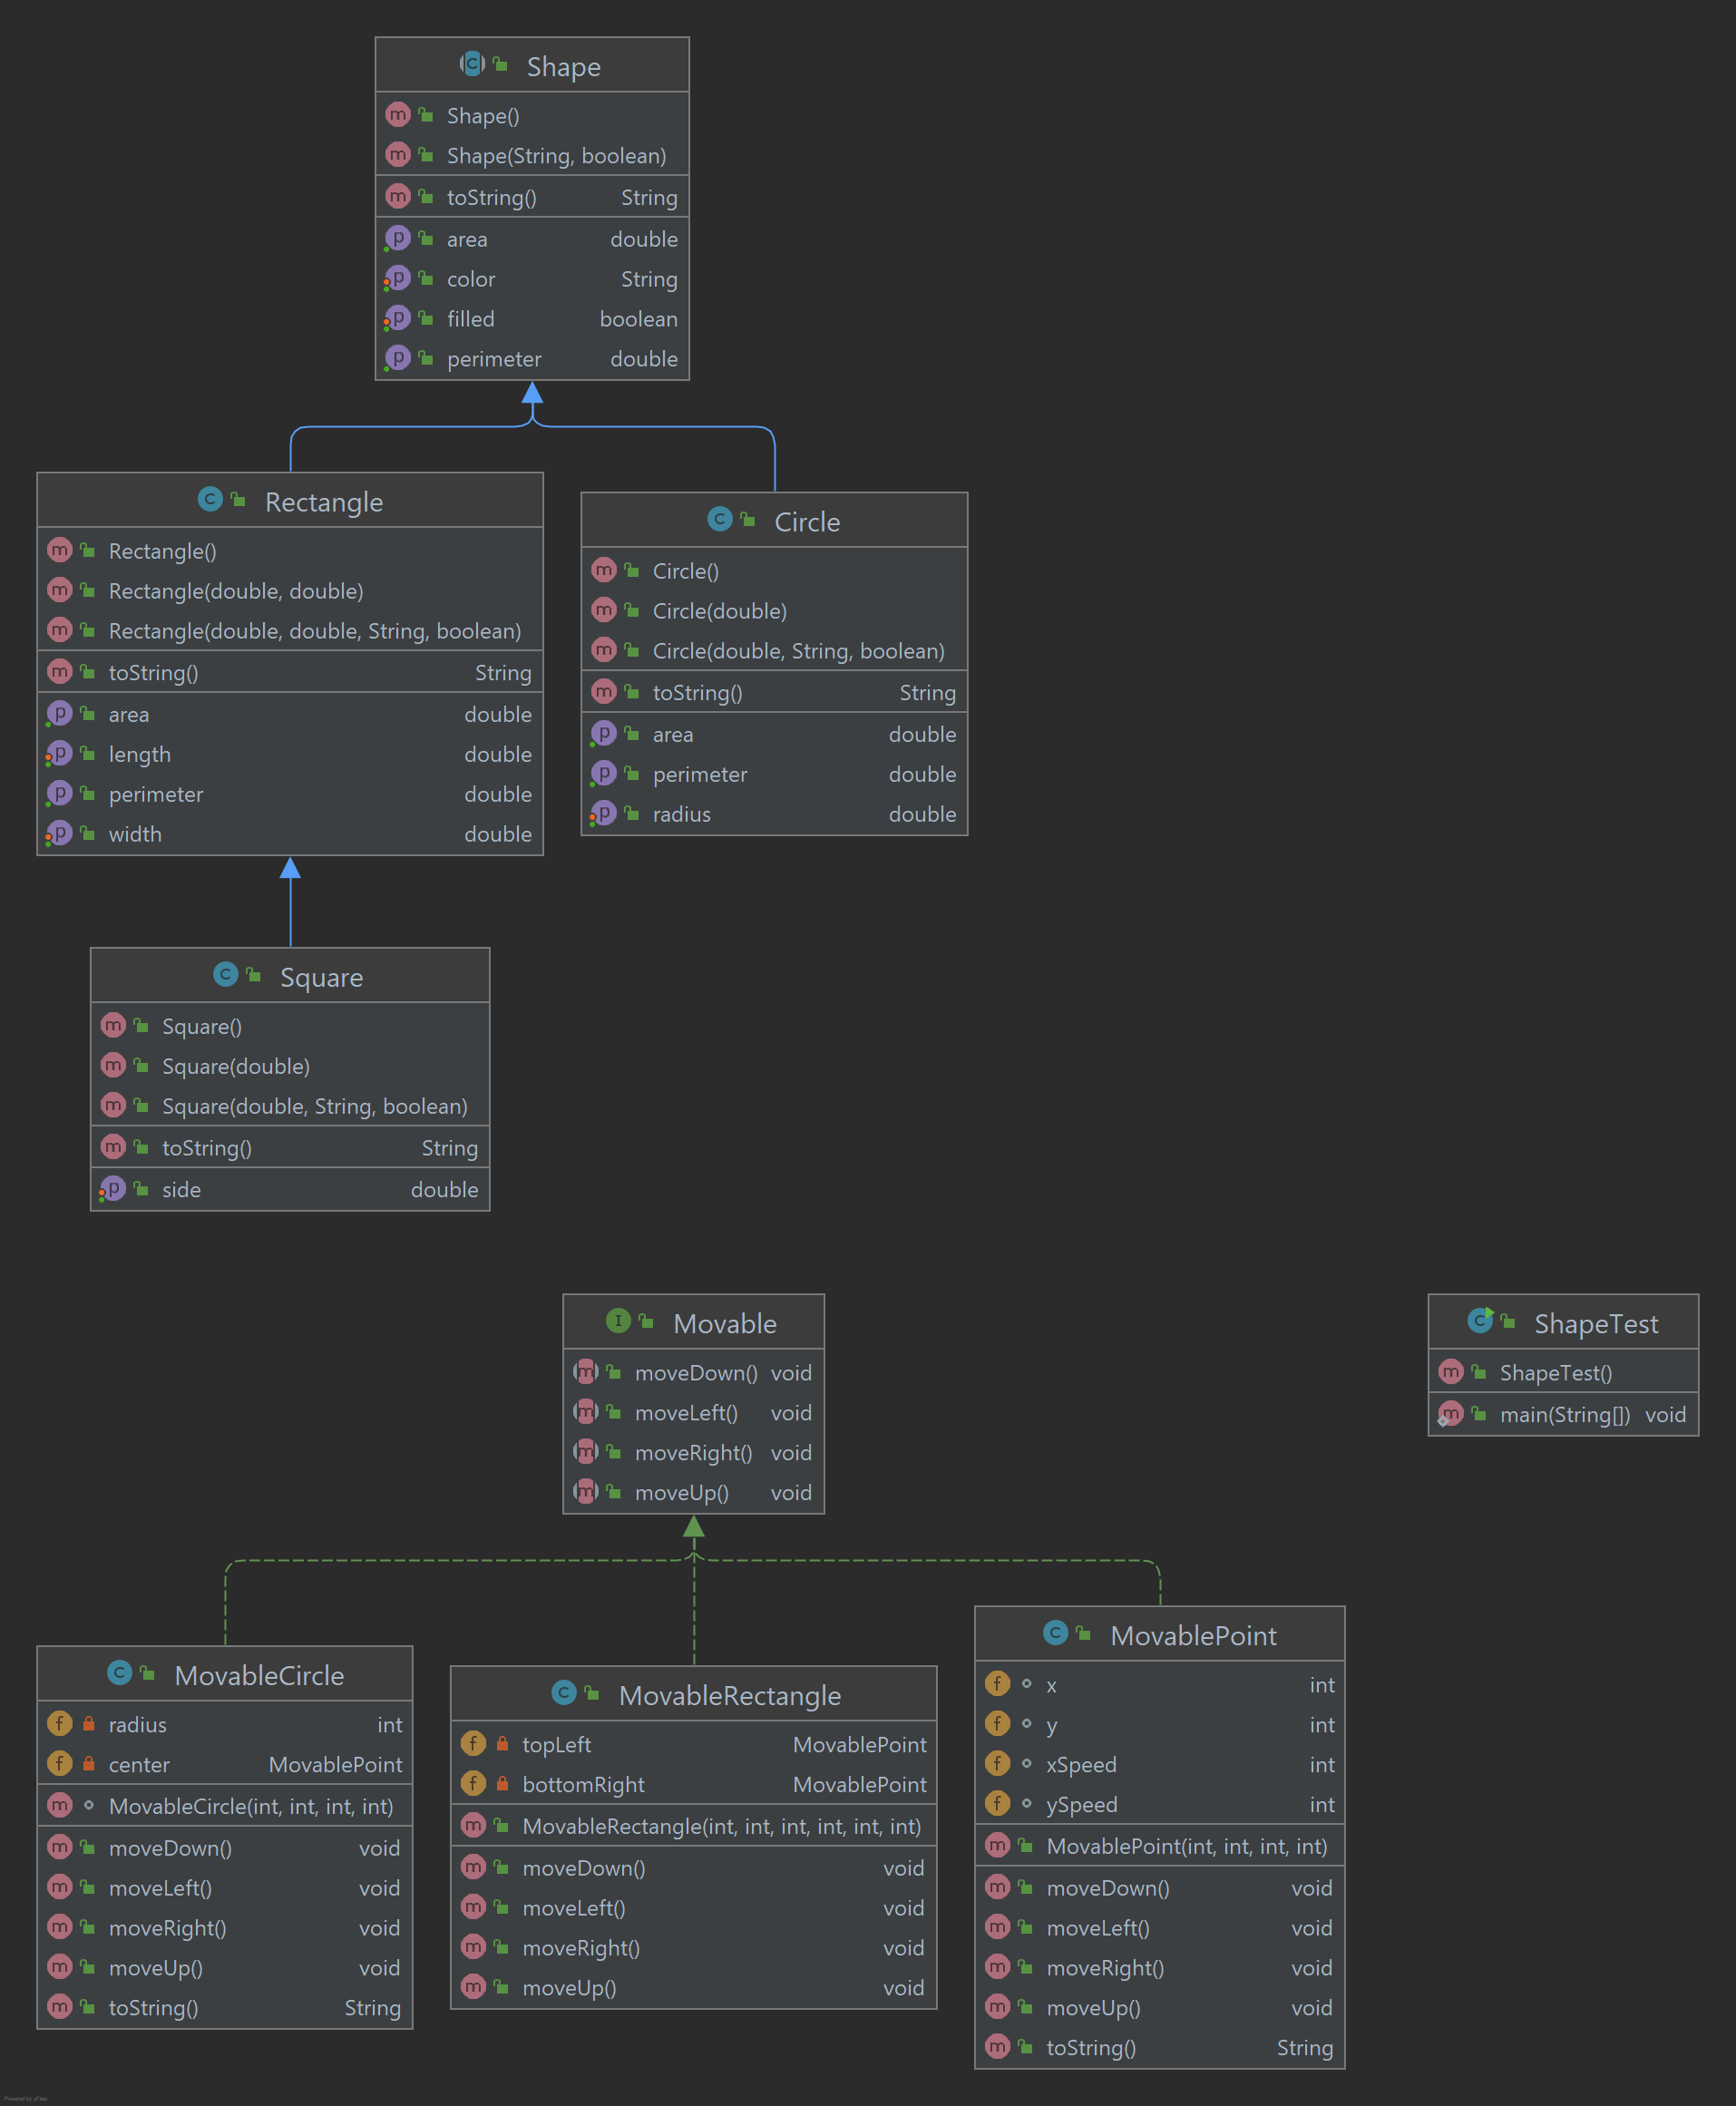 Shape
Shape()
Shape(String, boolean)
toString() String
area double
color String
filled boolean
perimeter double
Rectangle
Rectangle()
Rectangle(double, double)
Rectangle(double, double, String, boolean)
toString() String
area double
length double
perimeter double
width double
Circle
Circle()
Circle(double)
Circle(double, String, boolean)
toString() String
area double
perimeter double
radius double
Square
Square()
Square(double)
Square(double, String, boolean)
toString() String
side double
Movable
moveDown() void
moveLeft() void
moveRight() void
moveUp() void
ShapeTest
ShapeTest()
main(String[]) void
MovableCircle
radius int
center MovablePoint
MovableCircle(int, int, int, int)
moveDown() void
moveLeft() void
moveRight() void
moveUp() void
toString() String
MovableRectangle
topLeft MovablePoint
bottomRight MovablePoint
MovableRectangle(int, int, int, int, int, int)
moveDown() void
moveLeft() void
moveRight() void
moveUp() void
MovablePoint
x int
y int
xSpeed int
ySpeed int
MovablePoint(int, int, int, int)
moveDown() void
moveLeft() void
moveRight() void
moveUp() void
toString() String
Powered by yFiles